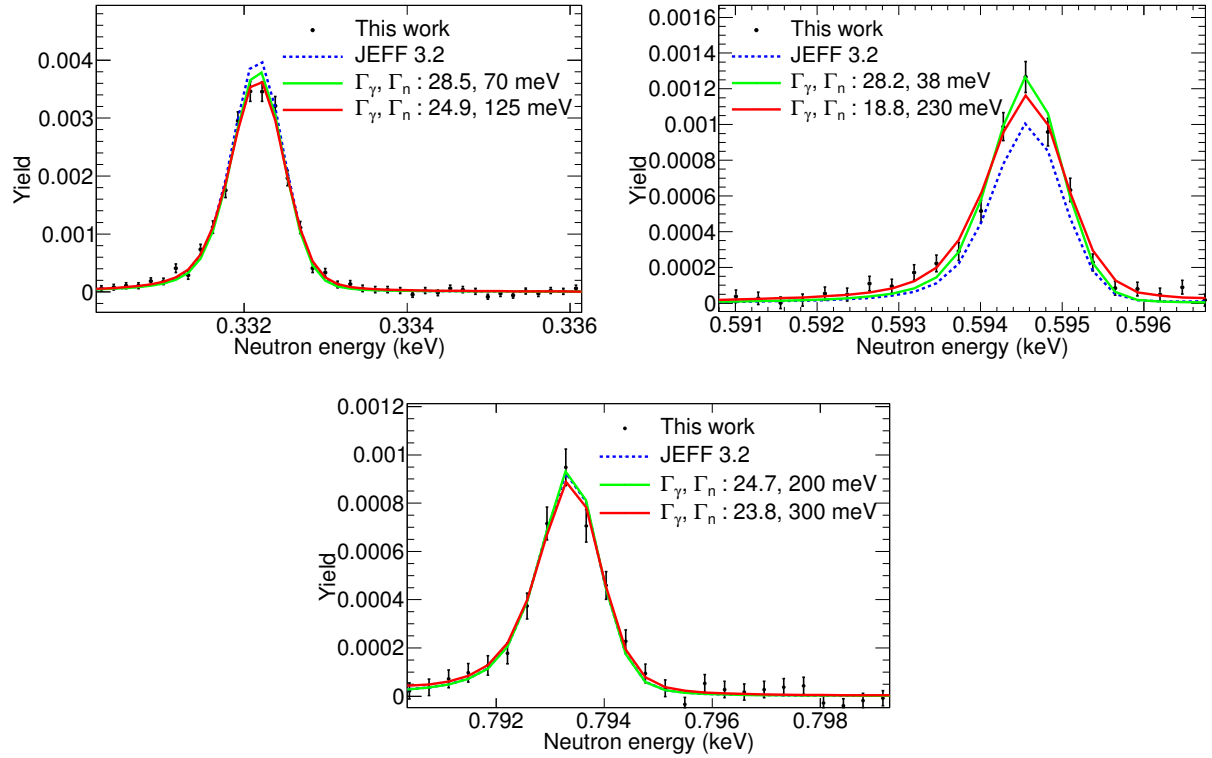 This work
JEFF 3.2
Γγ, Γn : 28.5, 70 meV
Γγ, Γn : 24.9, 125 meV
0.004
0.003
0.002
0.001
0
Yield
0.332 0.334 0.336
Neutron energy (keV)
This work
JEFF 3.2
Γγ, Γn : 28.2, 38 meV
Γγ, Γn : 18.8, 230 meV
0.0016
0.0014
0.0012
0.001
0.0008
0.0006
0.0004
0.0002
0
Yield
0.591 0.592 0.593 0.594 0.595 0.596
Neutron energy (keV)
This work
JEFF 3.2
Γγ, Γn : 24.7, 200 meV
Γγ, Γn : 23.8, 300 meV
0.0012
0.001
0.0008
0.0006
0.0004
0.0002
0
Yield
0.792 0.794 0.796 0.798
Neutron energy (keV)